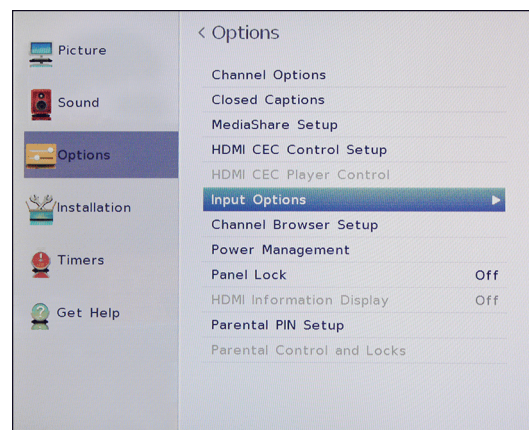 Picture
Sound
Options
Installation
Timers
Get Help
< Options
Channel Options
Closed Captions
MediaShare Setup
HDMI CEC Control Setup
HDMI CEC Player Control
Input Options
Channel Browser Setup
Power Management
Panel Lock Off
HDMI Information Display Off
Parental PIN Setup
Parental Control and Locks